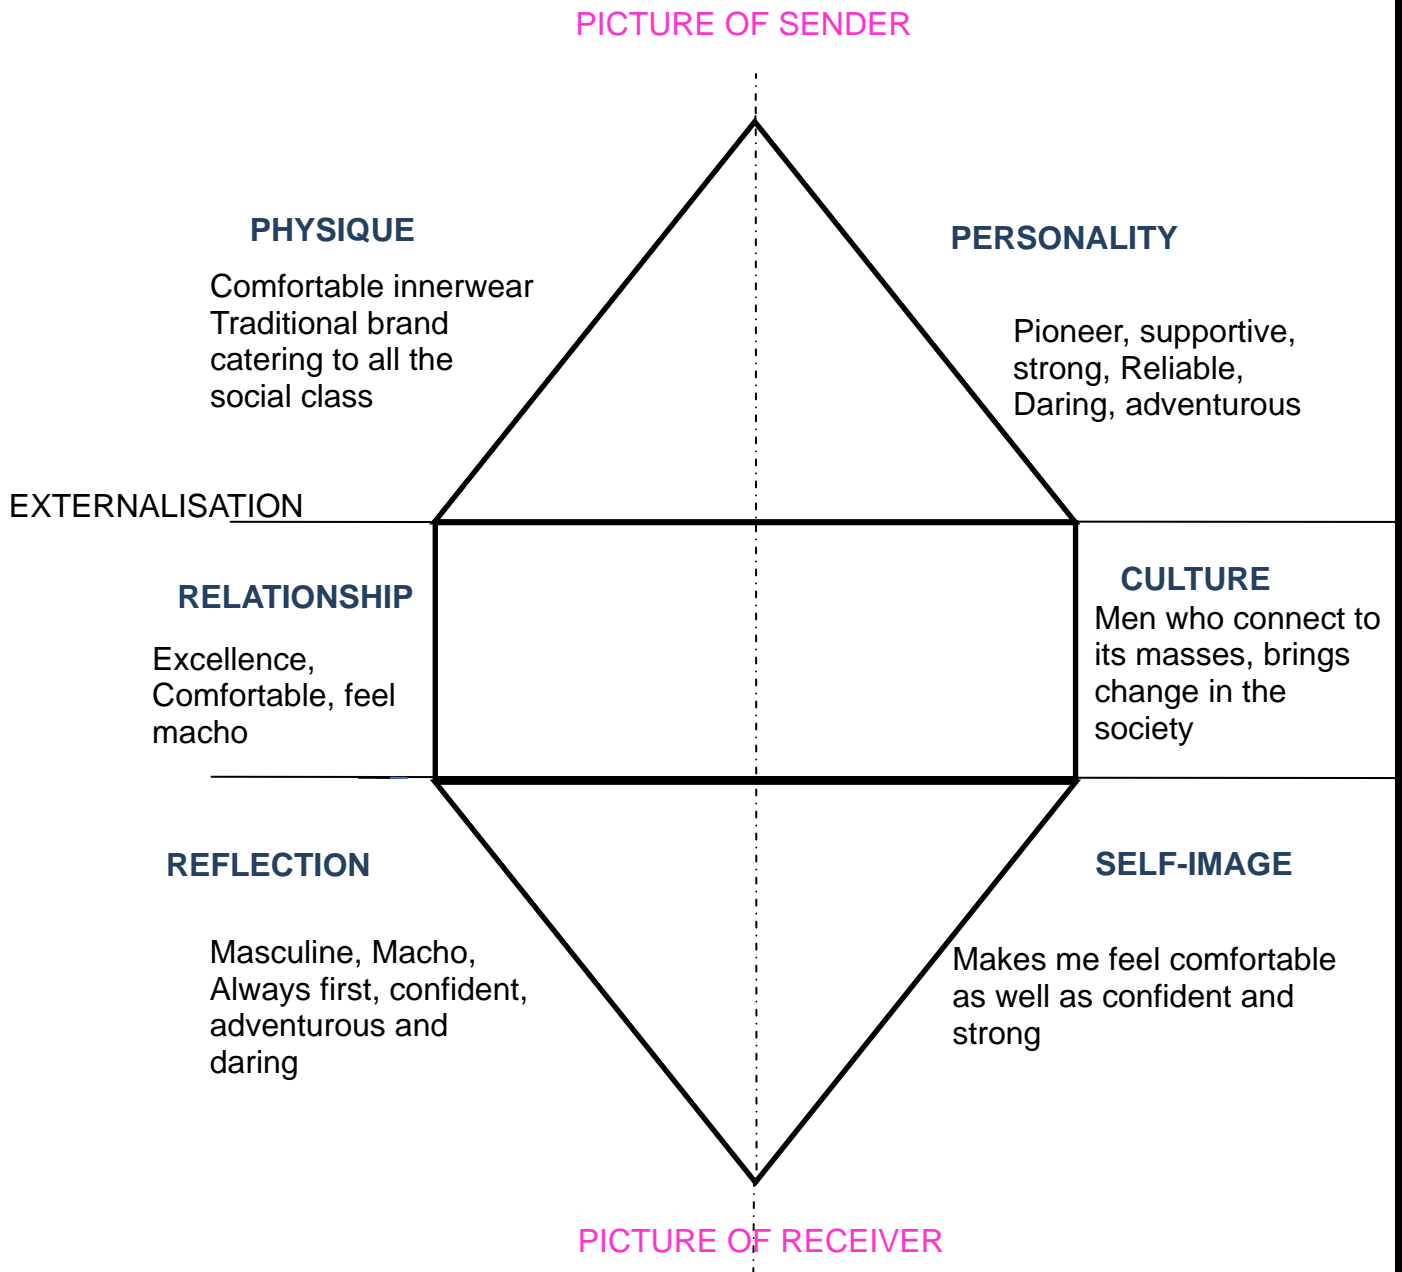 PICTURE OF SENDER
PHYSIQUE
Comfortable innerwear
Traditional brand
catering to all the
social class
PERSONALITY
Pioneer, supportive,
strong, Reliable,
Daring, adventurous
EXTERNALISATION
RELATIONSHIP
Excellence,
Comfortable, feel
macho
CULTURE
Men who connect to
its masses, brings
change in the
society
REFLECTION
Masculine, Macho,
Always first, confident,
adventurous and
daring
SELF-IMAGE
Makes me feel comfortable
as well as confident and
strong
PICTURE OF RECEIVER